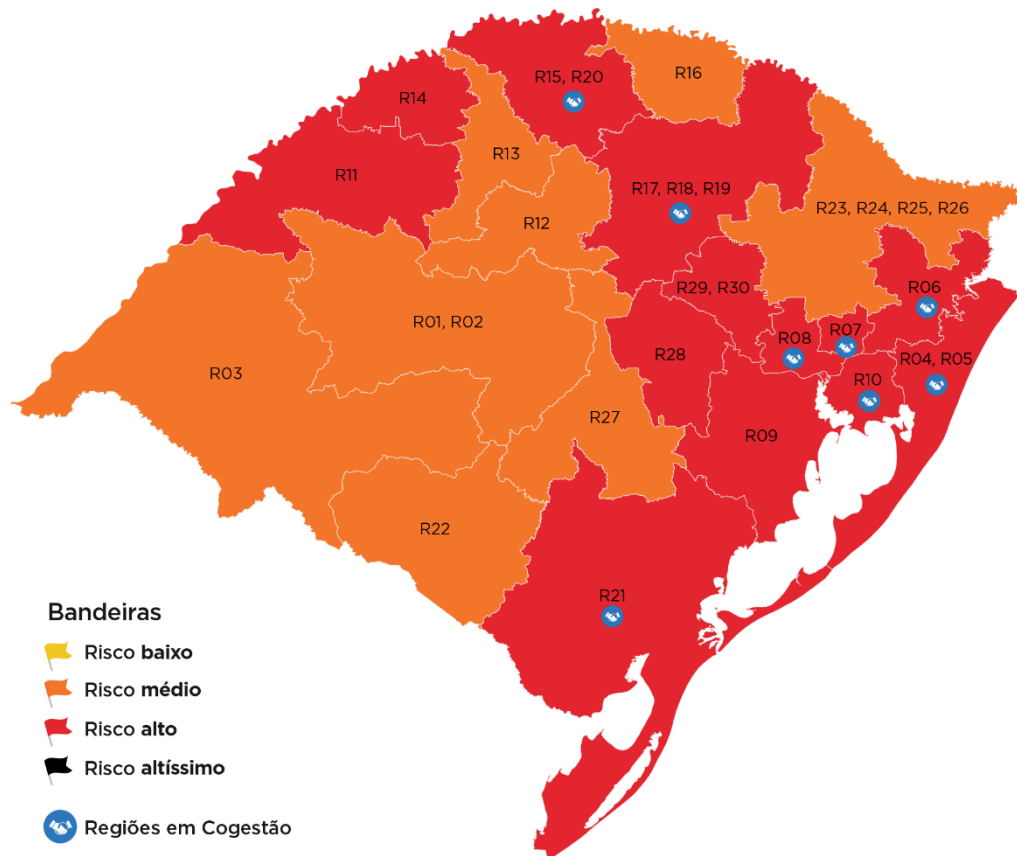 R16
R15, R20
R14
R13
R11
R17, R18, R19
R23, R24, R25, R26
R12
R29, R30
R06
R01, R02
R08
R07
R28
R04, R05
R03
R10
R27
R09
R22
R21
Bandeiras
Risco baixo
Risco médio
Risco alto
Risco altíssimo
Regiões em Cogestão